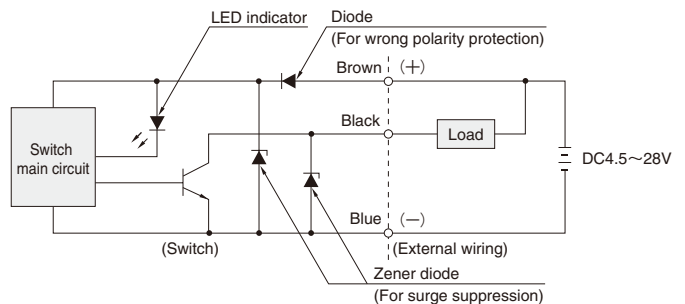 LED indicator
Diode
(For wrong polarity protection)
Brown (+)
Black
Switch
main circuit
Load
DC4.5～28V
Blue (−)
(Switch)
(External wiring)
Zener diode
(For surge suppression)